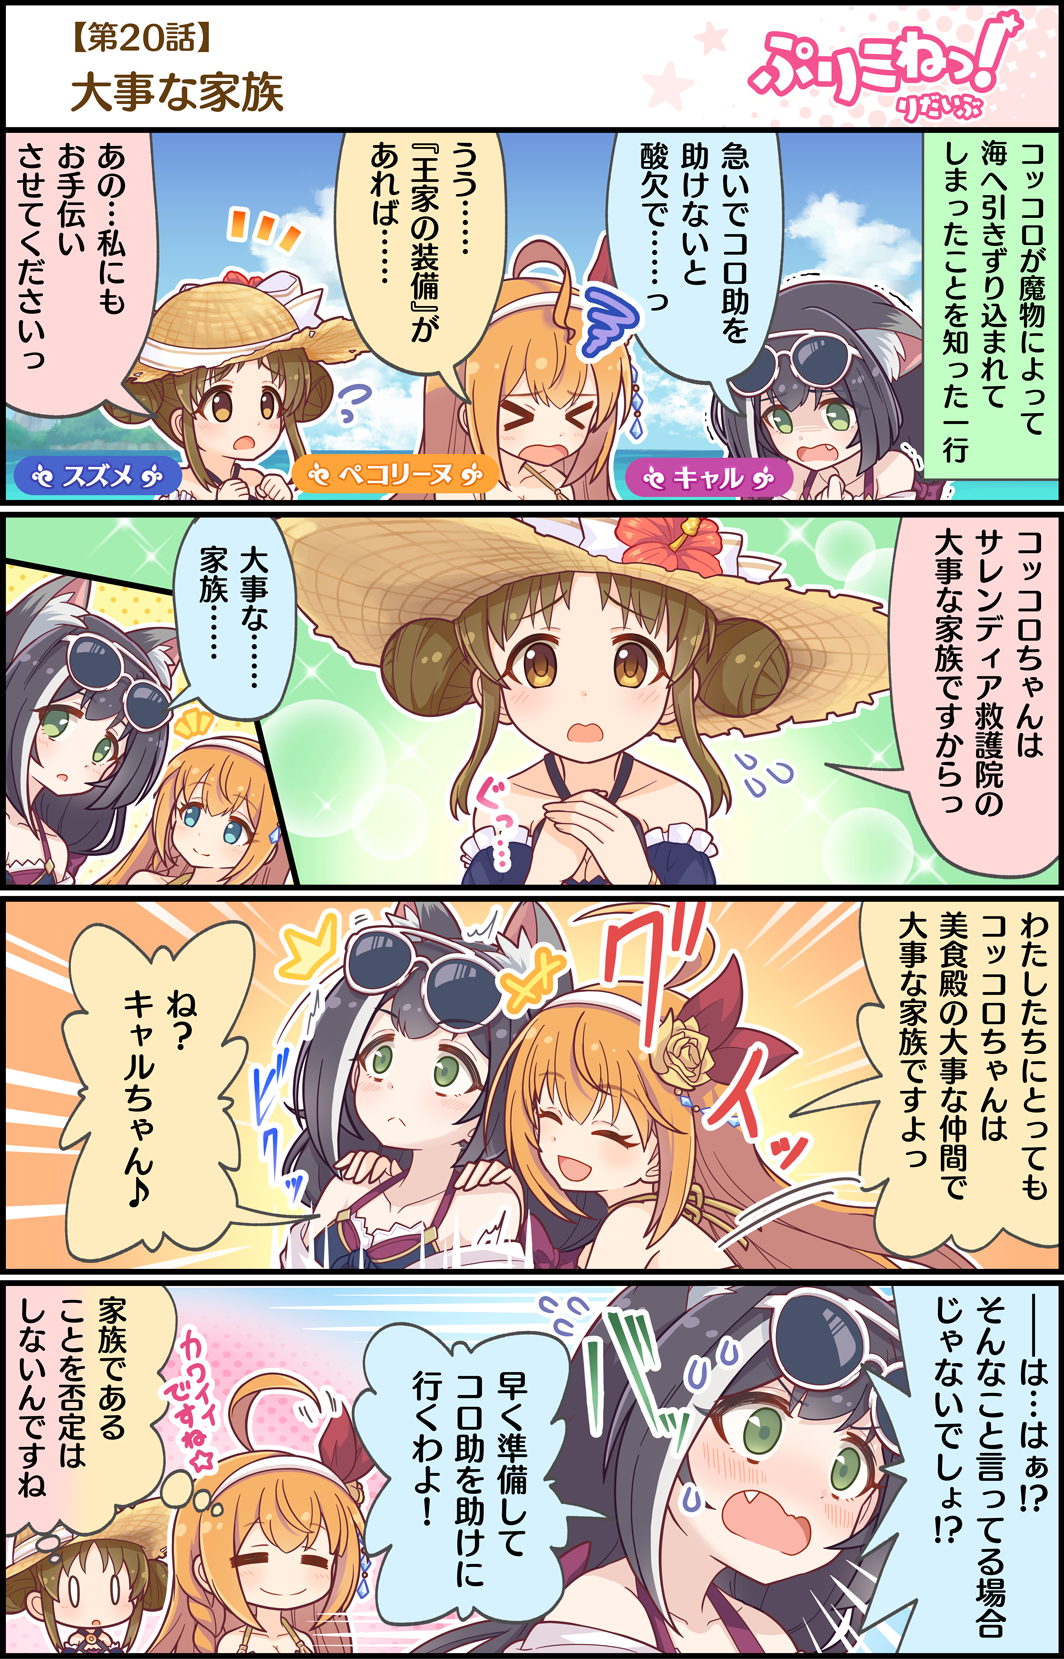 【第20話】
大事な家族
ぷりこねっ!
りだいぶ
コッコロが魔物によって
海へ引きずり込まれて
しまったことを知った一行
急いでコロ助を
助けないと
酸欠で……っ
うう……
『王家の装備』が
あれば……
あの…私にも
お手伝い
させてくださいっ
キャル
ペコリーヌ
スズメ
コッコロちゃんは
サレンディア救護院の
大事な家族ですからっ
ぐっ…
大事な……
家族……
わたしたちにとっても
コッコロちゃんは
美食殿の大事な仲間で
大事な家族ですよっ
グイッ
ビクッ
ね?
キャルちゃん♪
――は…はぁ!?
そんなこと言ってる場合
じゃないでしょ!?
バッ
早く準備して
コロ助を助けに
行くわよ!
カワイイ
ですね☆
家族である
ことを否定は
しないんですね